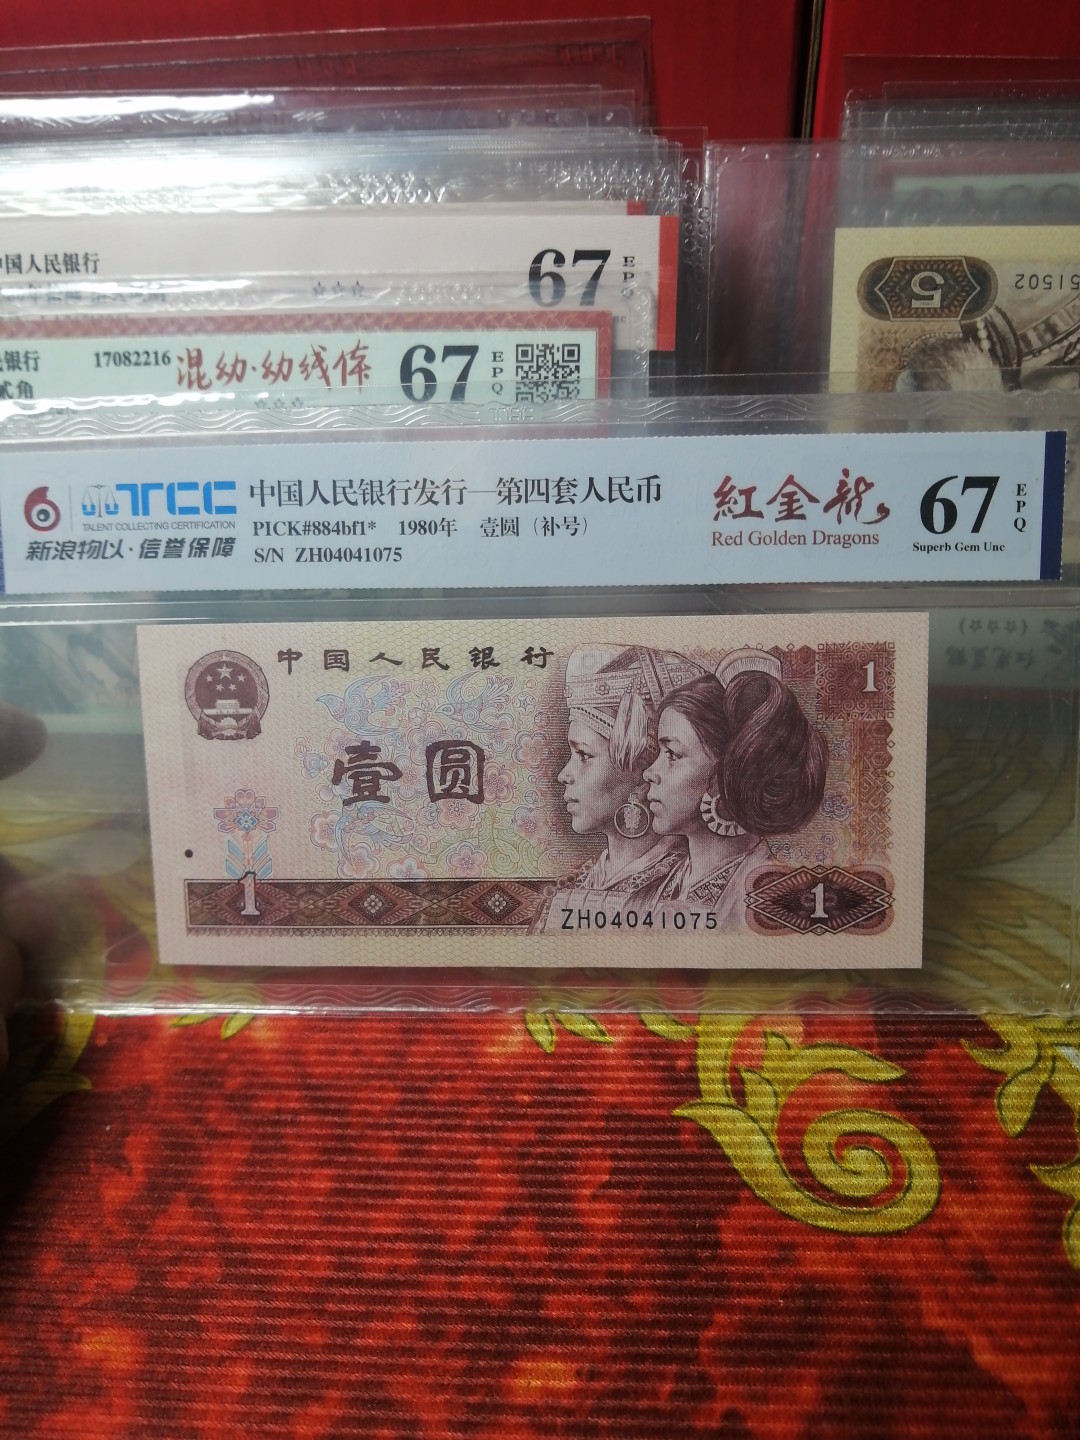 中国人民银行
67
EPQ
银行
17082216
混幼·幼线体
67
EPQ
贰角
5
51502
TCC
TALENT COLLECTING CERTIFICATION
新浪物以·信誉保障
中国人民银行发行—第四套人民币
PICK#884bf1* 1980年 壹圆（补号）
S/N ZH04041075
紅金龍
Red Golden Dragons
67
EPQ
Superb Gem Unc
中国人民银行
1
壹圆
1
ZH04041075
1